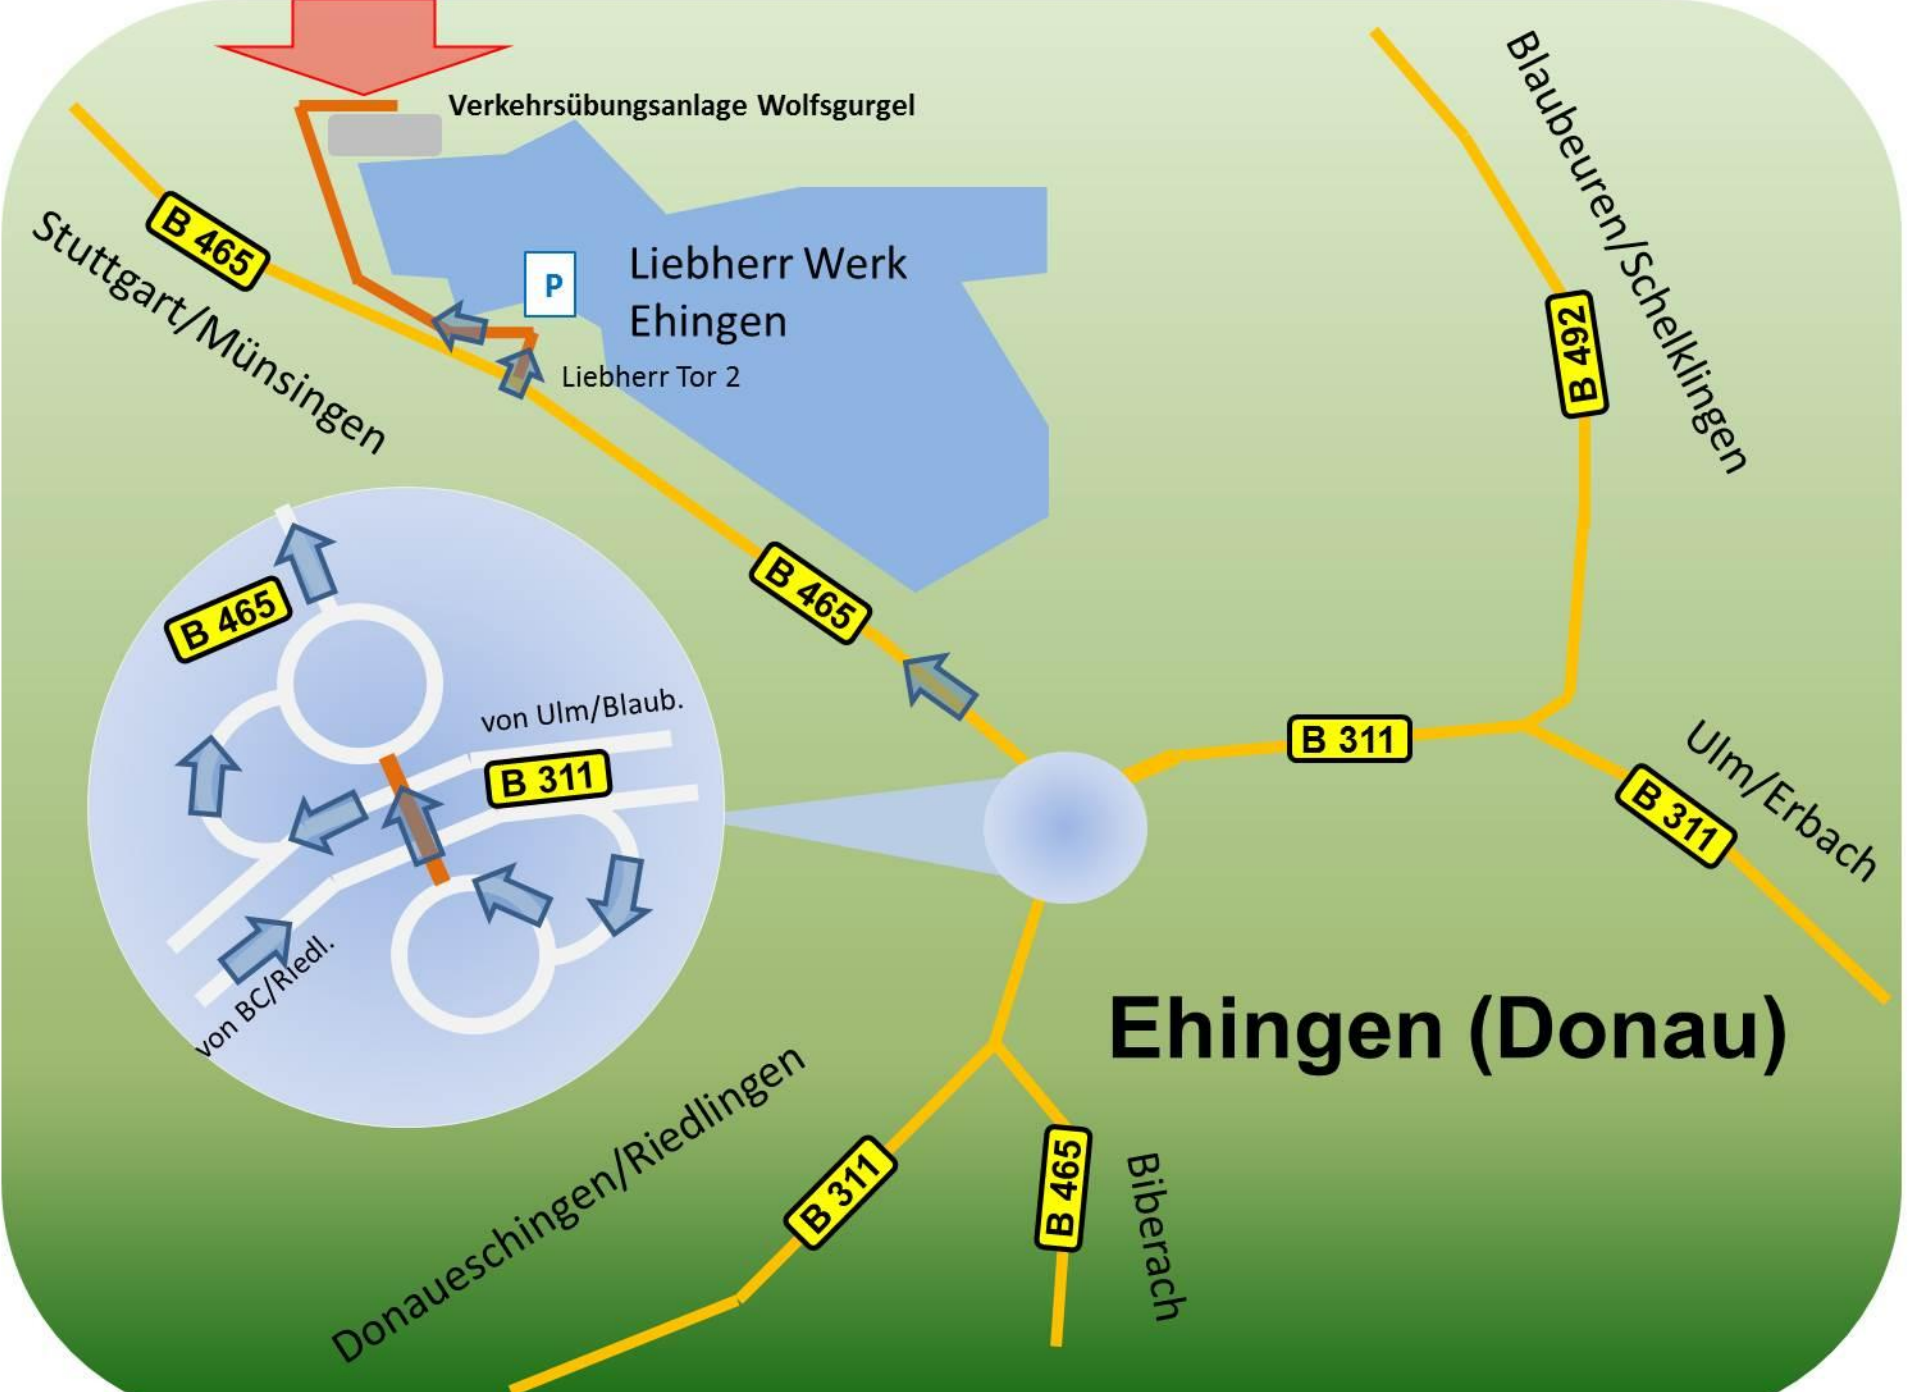 Verkehrsübungsanlage Wolfsgurgel
Blaubeuren/Schelklingen
B 465
Stuttgart/Münsingen
P
Liebherr Werk
Ehingen
Liebherr Tor 2
B 492
B 465
B 465
von Ulm/Blaub.
B 311
von BC/Riedl.
B 311
Ulm/Erbach
B 311
Ehingen (Donau)
Donaueschingen/Riedlingen
B 311
B 465
Biberach